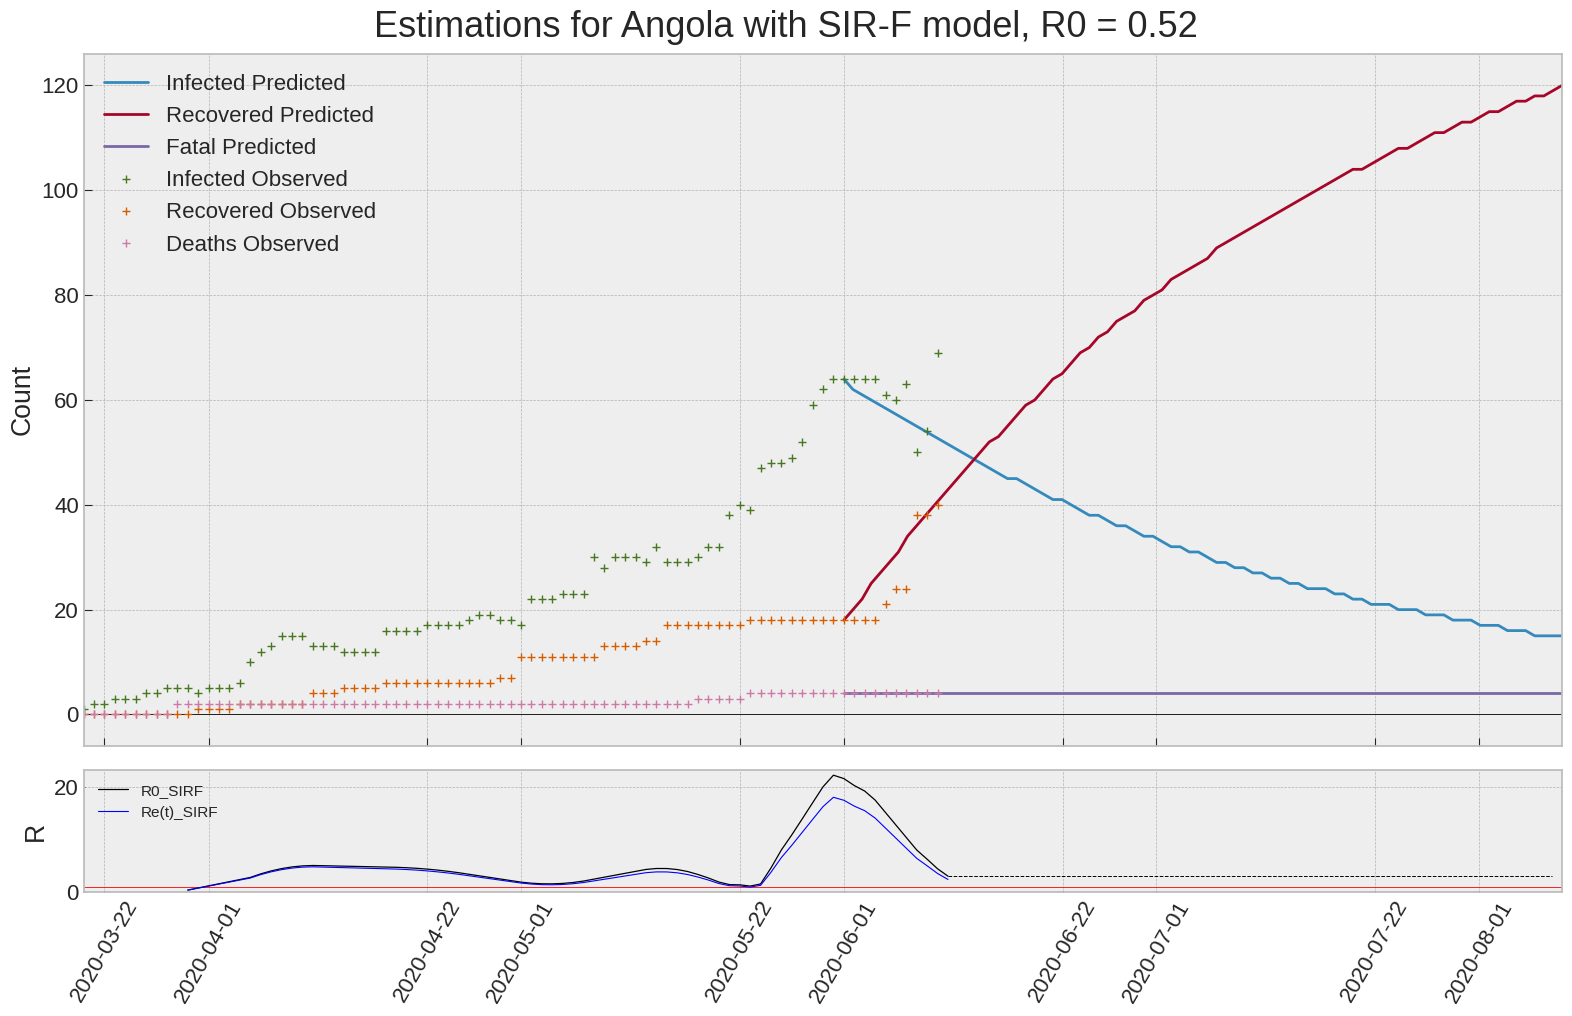 Estimations for Angola with SIR-F model, R0 = 0.52
Count
120
100
80
60
40
20
0
Infected Predicted
Recovered Predicted
Fatal Predicted
Infected Observed
Recovered Observed
Deaths Observed
R
20
0
R0_SIRF
Re(t)_SIRF
2020-03-22
2020-04-01
2020-04-22
2020-05-01
2020-05-22
2020-06-01
2020-06-22
2020-07-01
2020-07-22
2020-08-01